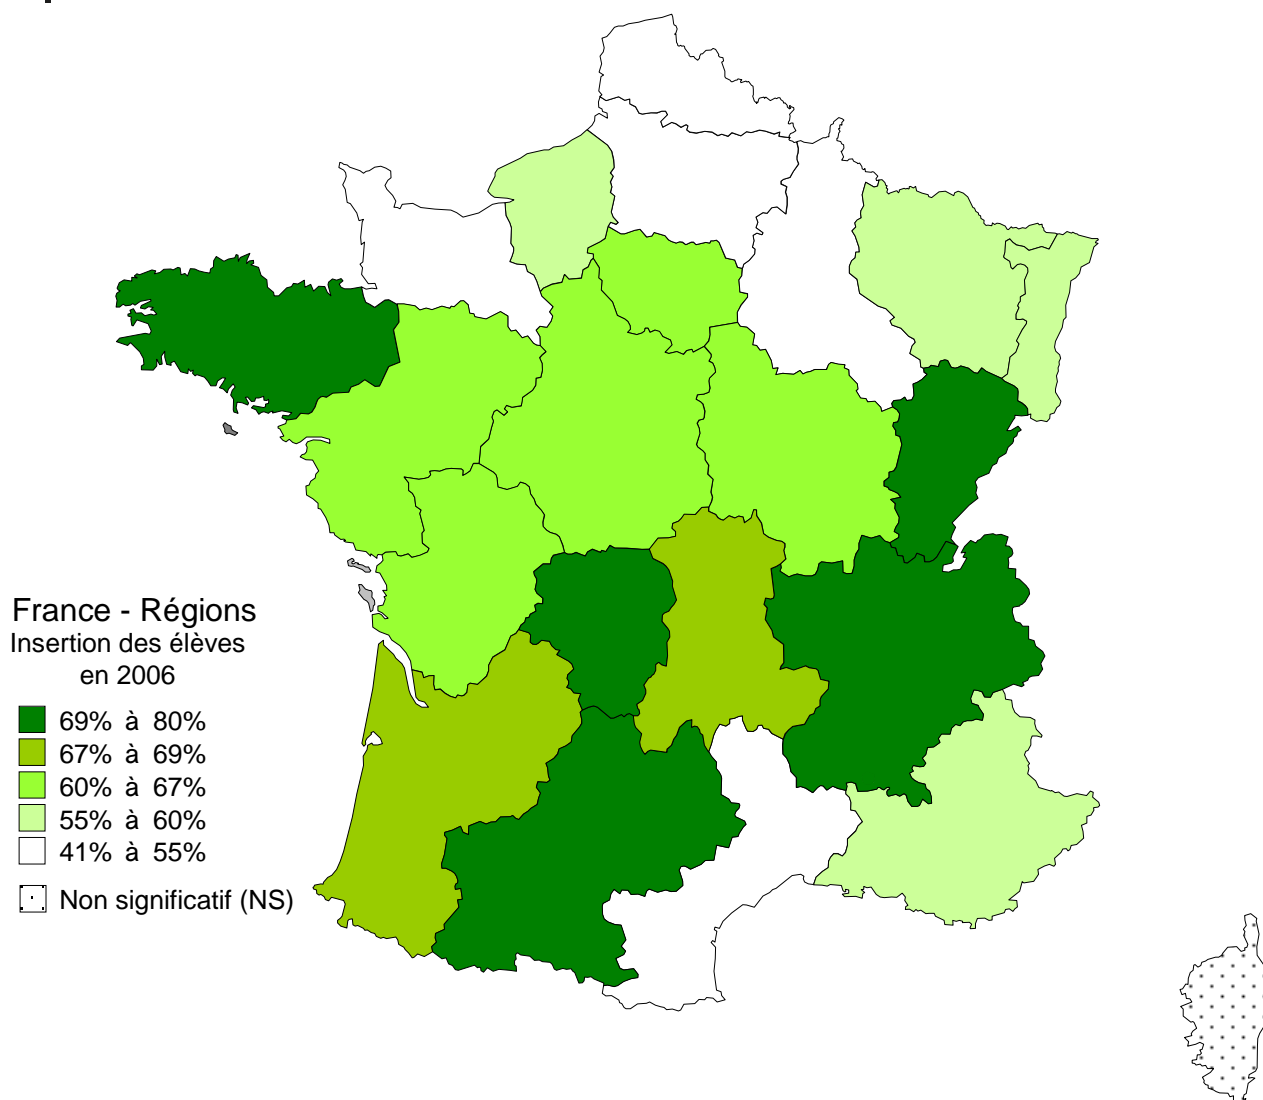 France - Régions
Insertion des élèves
en 2006
69% à 80%
67% à 69%
60% à 67%
55% à 60%
41% à 55%
Non significatif (NS)